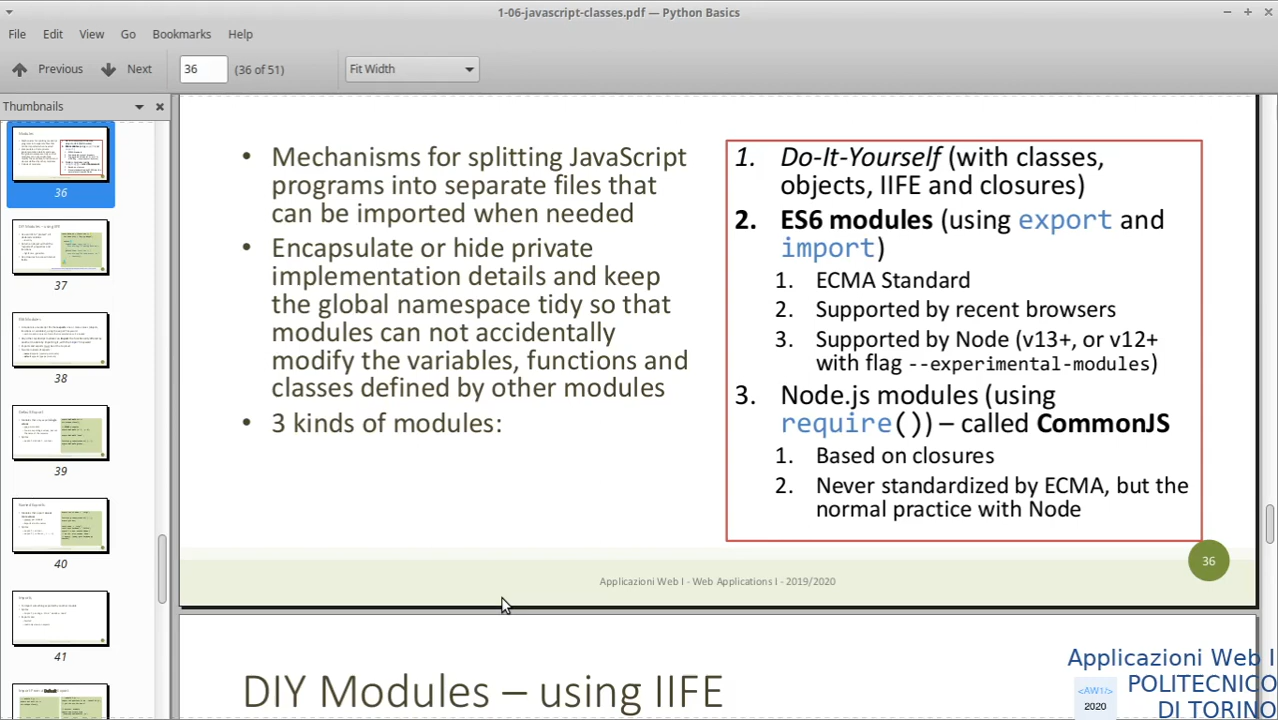 1-06-javascript-classes.pdf — Python Basics
File Edit View Go Bookmarks Help
Previous Next 36 (36 of 51) Fit Width
Thumbnails
36
37
38
39
40
41
• Mechanisms for splitting JavaScript
programs into separate files that
can be imported when needed
• Encapsulate or hide private
implementation details and keep
the global namespace tidy so that
modules can not accidentally
modify the variables, functions and
classes defined by other modules
• 3 kinds of modules:
1. Do-It-Yourself (with classes,
objects, IIFE and closures)
2. ES6 modules (using export and
import)
1. ECMA Standard
2. Supported by recent browsers
3. Supported by Node (v13+, or v12+
with flag --experimental-modules)
3. Node.js modules (using
require()) – called CommonJS
1. Based on closures
2. Never standardized by ECMA, but the
normal practice with Node
Applicazioni Web I - Web Applications I - 2019/2020
36
DIY Modules – using IIFE
Applicazioni Web I
POLITECNICO
DI TORINO
<AW1/>
2020